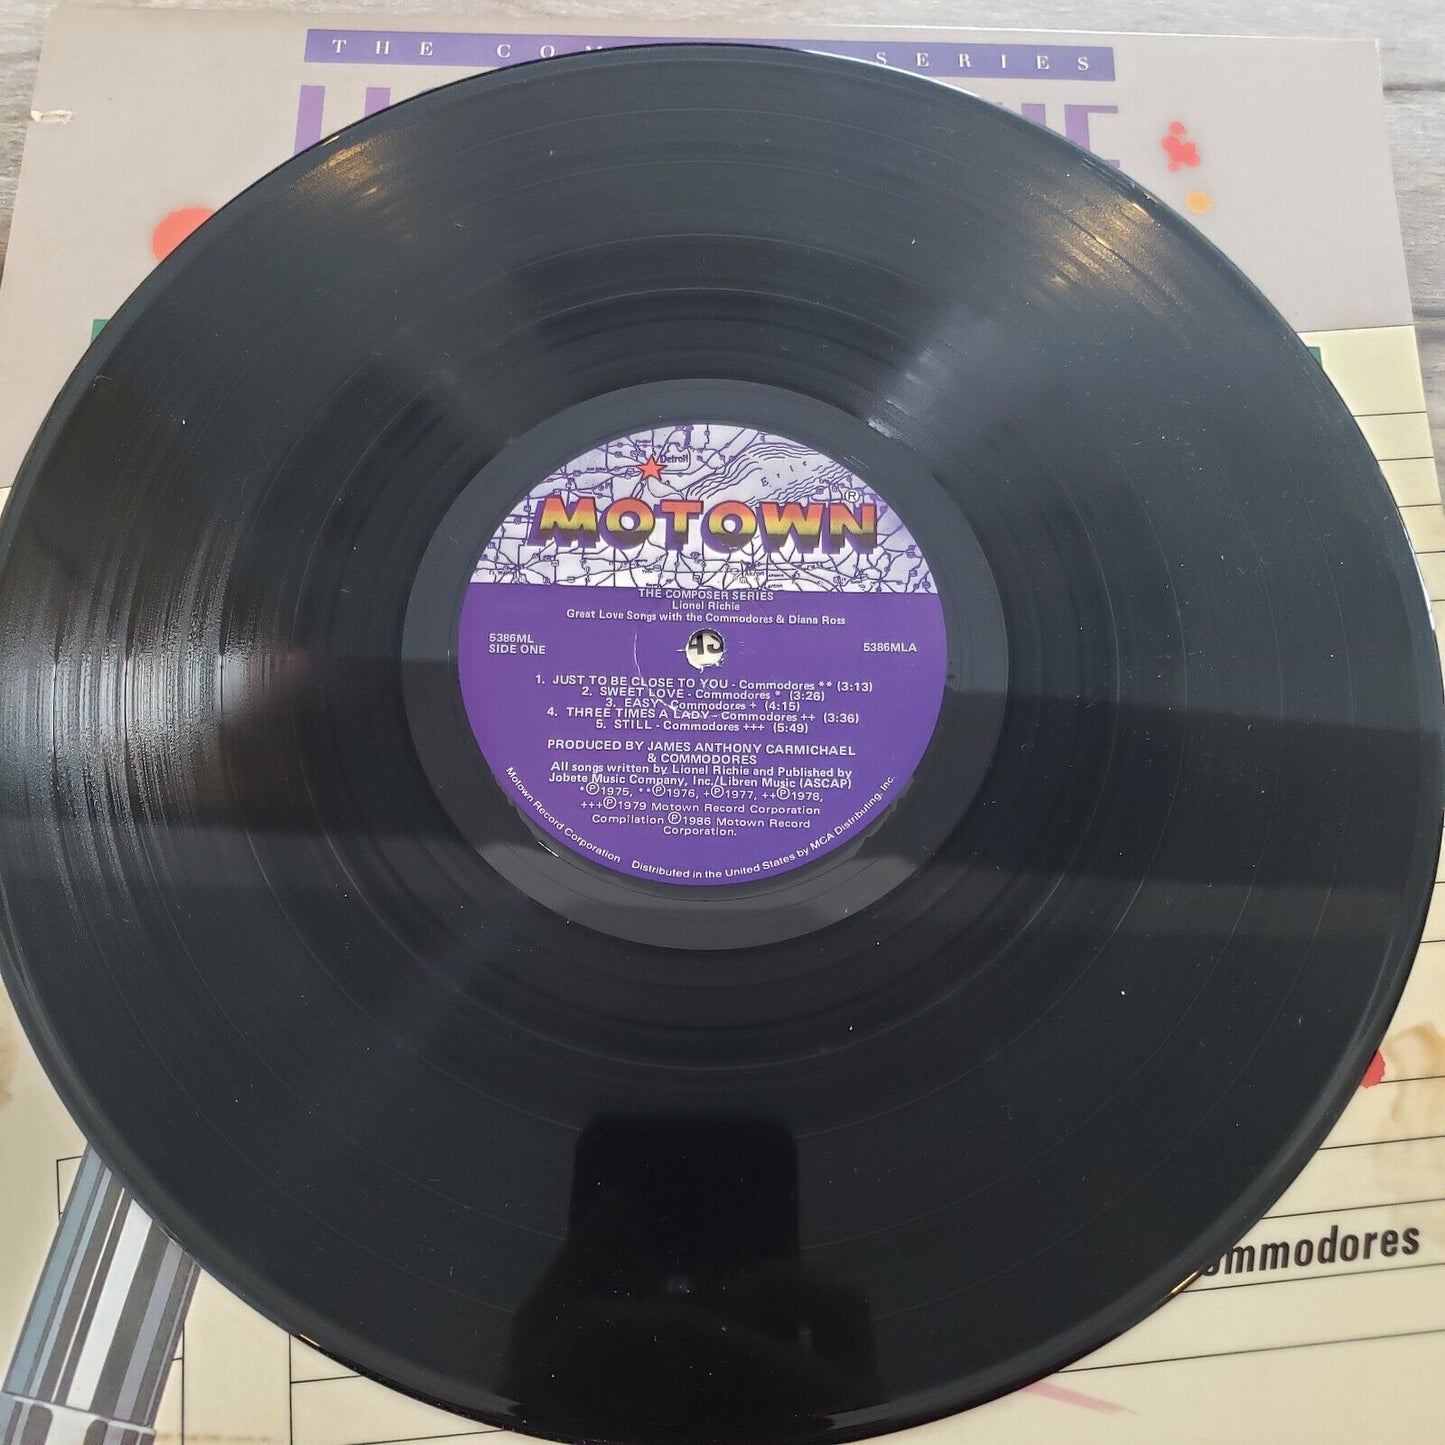 THE COM SERIES
Detroit
Erie
MOTOWN®
Akron
THE COMPOSER SERIES
Lionel Richie
Great Love Songs with the Commodores & Diana Ross
5386ML
SIDE ONE
5386MLA
1. JUST TO BE CLOSE TO YOU - Commodores ** (3:13)
2. SWEET LOVE - Commodores * (3:26)
3. EASY - Commodores + (4:15)
4. THREE TIMES A LADY - Commodores ++ (3:36)
5. STILL - Commodores +++ (5:49)
PRODUCED BY JAMES ANTHONY CARMICHAEL
& COMMODORES
All songs written by Lionel Richie and Published by
Jobete Music Company, Inc./Libren Music (ASCAP)
*℗1975, **℗1976, +℗1977, ++℗1978,
+++℗1979 Motown Record Corporation
Compilation ℗1986 Motown Record
Corporation.
Motown Record Corporation Distributed in the United States by MCA Distributing, Inc.
ommodores